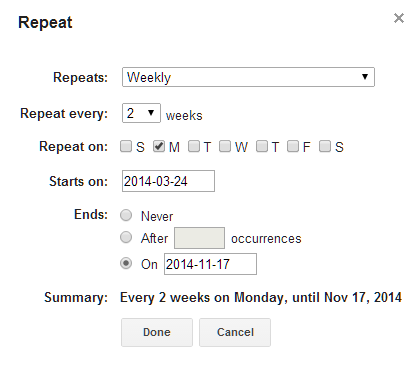 Repeat
Repeats: Weekly
Repeat every: 2 weeks
Repeat on: S M T W T F S
Starts on: 2014-03-24
Ends: Never
After occurrences
On 2014-11-17
Summary: Every 2 weeks on Monday, until Nov 17, 2014
Done Cancel